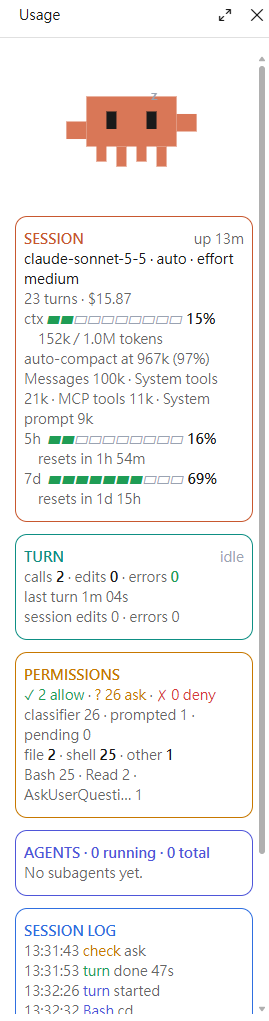 Usage
z
SESSION up 13m
claude-sonnet-5-5 · auto · effort
medium
23 turns · $15.87
ctx 15%
152k / 1.0M tokens
auto-compact at 967k (97%)
Messages 100k · System tools
21k · MCP tools 11k · System
prompt 9k
5h 16%
resets in 1h 54m
7d 69%
resets in 1d 15h
TURN idle
calls 2 · edits 0 · errors 0
last turn 1m 04s
session edits 0 · errors 0
PERMISSIONS
✓ 2 allow · ? 26 ask · ✗ 0 deny
classifier 26 · prompted 1 ·
pending 0
file 2 · shell 25 · other 1
Bash 25 · Read 2 ·
AskUserQuesti... 1
AGENTS · 0 running · 0 total
No subagents yet.
SESSION LOG
13:31:43 check ask
13:31:53 turn done 47s
13:32:26 turn started
13:32:32 Bash cd